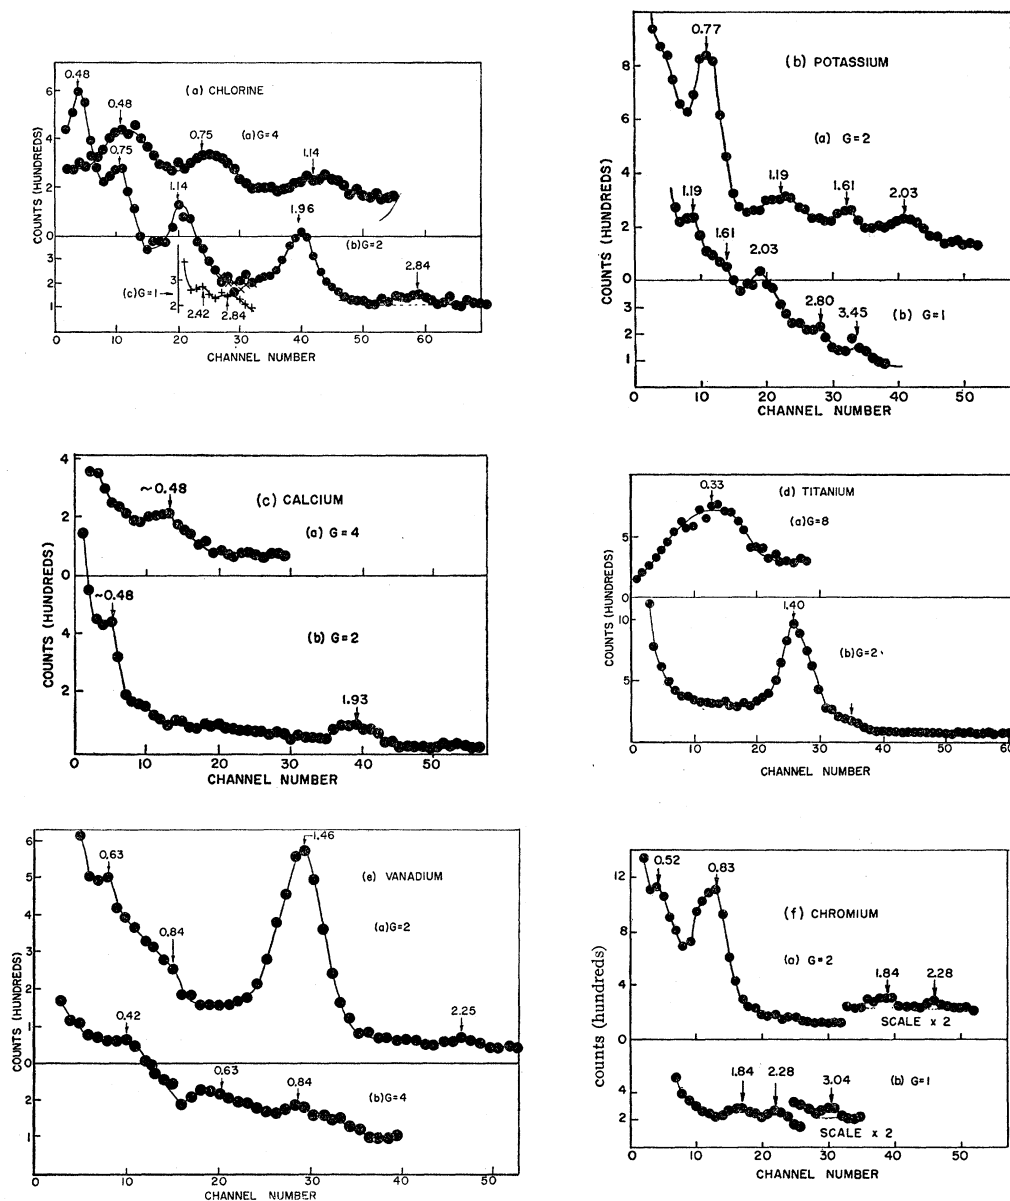 0.48
(a) CHLORINE
0.48
(a)G=4
0.75
0.75
1.14
1.14
1.96
(b)G=2
2.84
(c)G=1
2.42
2.84
3
2
COUNTS (HUNDREDS)
6
4
2
0
3
2
1
0 10 20 30 40 50 60
CHANNEL NUMBER
0.77
(b) POTASSIUM
(a) G=2
1.19
1.61
2.03
1.19
1.61
2.03
(b) G=1
2.80
3.45
COUNTS (HUNDREDS)
8
6
4
2
0
3
2
1
0 10 20 30 40 50
CHANNEL NUMBER
~0.48
(c) CALCIUM
(a) G=4
~0.48
(b) G=2
1.93
COUNTS (HUNDREDS)
4
2
0
4
2
0 10 20 30 40 50
CHANNEL NUMBER
0.33
(d) TITANIUM
(a)G=8
1.40
(b)G=2
COUNTS (HUNDREDS)
5
0
10
5
0 10 20 30 40 50 60
CHANNEL NUMBER
1.46
0.63
(e) VANADIUM
(a)G=2
0.84
0.42
2.25
0.63
0.84
(b)G=4
COUNTS (HUNDREDS)
6
5
4
3
2
1
0
2
1
0 10 20 30 40 50
CHANNEL NUMBER
0.52
0.83
(f) CHROMIUM
(a) G=2
1.84
2.28
SCALE x 2
1.84
2.28
3.04
(b) G=1
SCALE x 2
counts (hundreds)
12
8
4
0
4
2
0 10 20 30 40 50
CHANNEL NUMBER